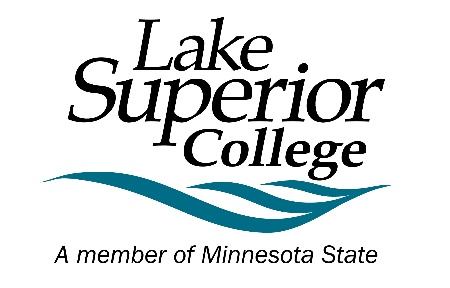 Lake
Superior
College
A member of Minnesota State